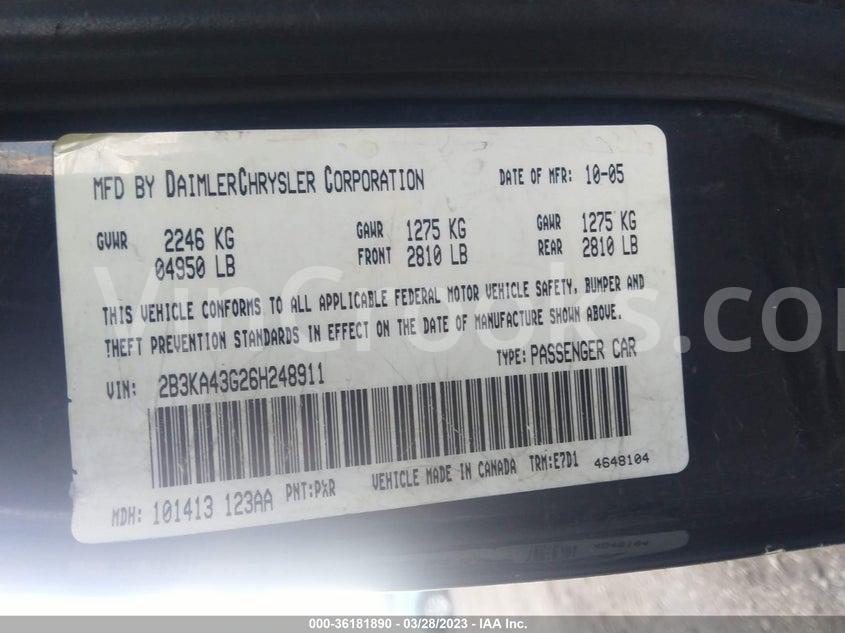 MFD BY DAIMLERCHRYSLER CORPORATION DATE OF MFR: 10-05
GVWR 2246 KG GAWR 1275 KG GAWR 1275 KG
04950 LB FRONT 2810 LB REAR 2810 LB
THIS VEHICLE CONFORMS TO ALL APPLICABLE FEDERAL MOTOR VEHICLE SAFETY, BUMPER AND
THEFT PREVENTION STANDARDS IN EFFECT ON THE DATE OF MANUFACTURE SHOWN ABOVE.
VIN: 2B3KA43G26H248911 TYPE: PASSENGER CAR
VEHICLE MADE IN CANADA TRM:E7D1 4648104
MDH: 101413 123AA PNT:PXR
VinCrooks.co
000-36181890 - 03/28/2023 - IAA Inc.